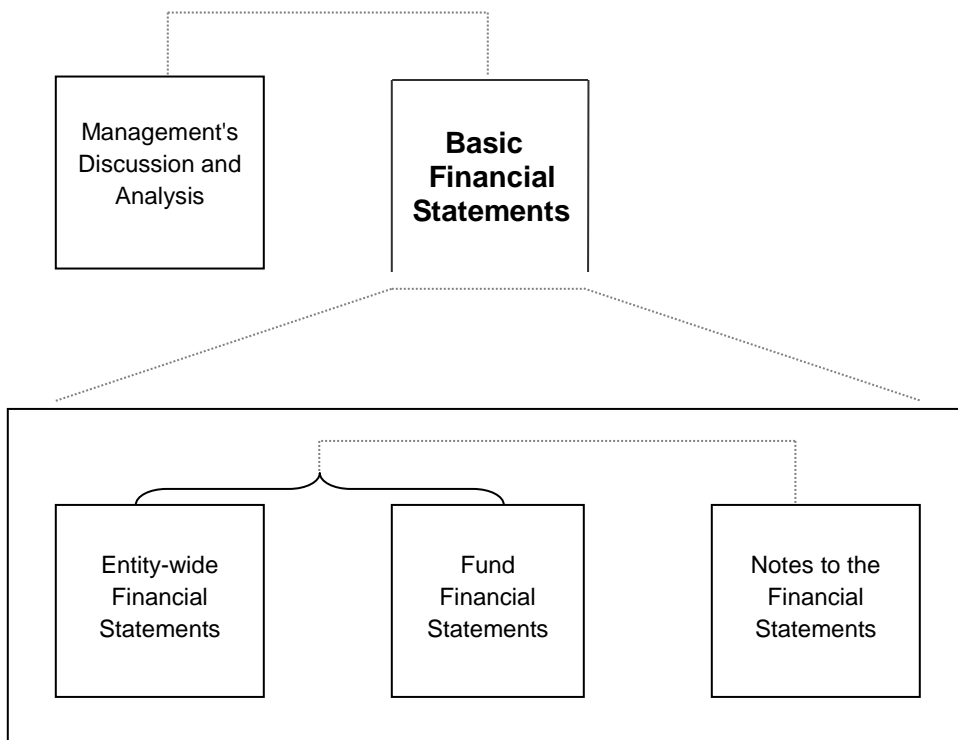 Management's
Discussion and
Analysis
Basic
Financial
Statements
Entity-wide
Financial
Statements
Fund
Financial
Statements
Notes to the
Financial
Statements